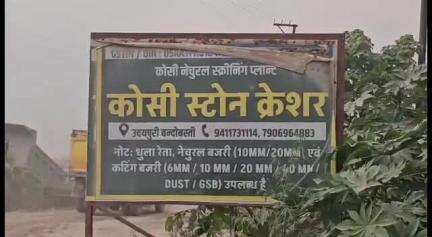 कोसी नेचुरल स्क्रीनिंग प्लान्ट
कोसी स्टोन क्रेशर
उदयपुरी बन्दोबस्ती 9411731114, 7906964883
नोट: धुला रेता, नेचुरल बजरी (10MM/20MM) एवं
कटिंग बजरी (6MM / 10 MM / 20 MM / 40 MM /
DUST / GSB) उपलब्ध है